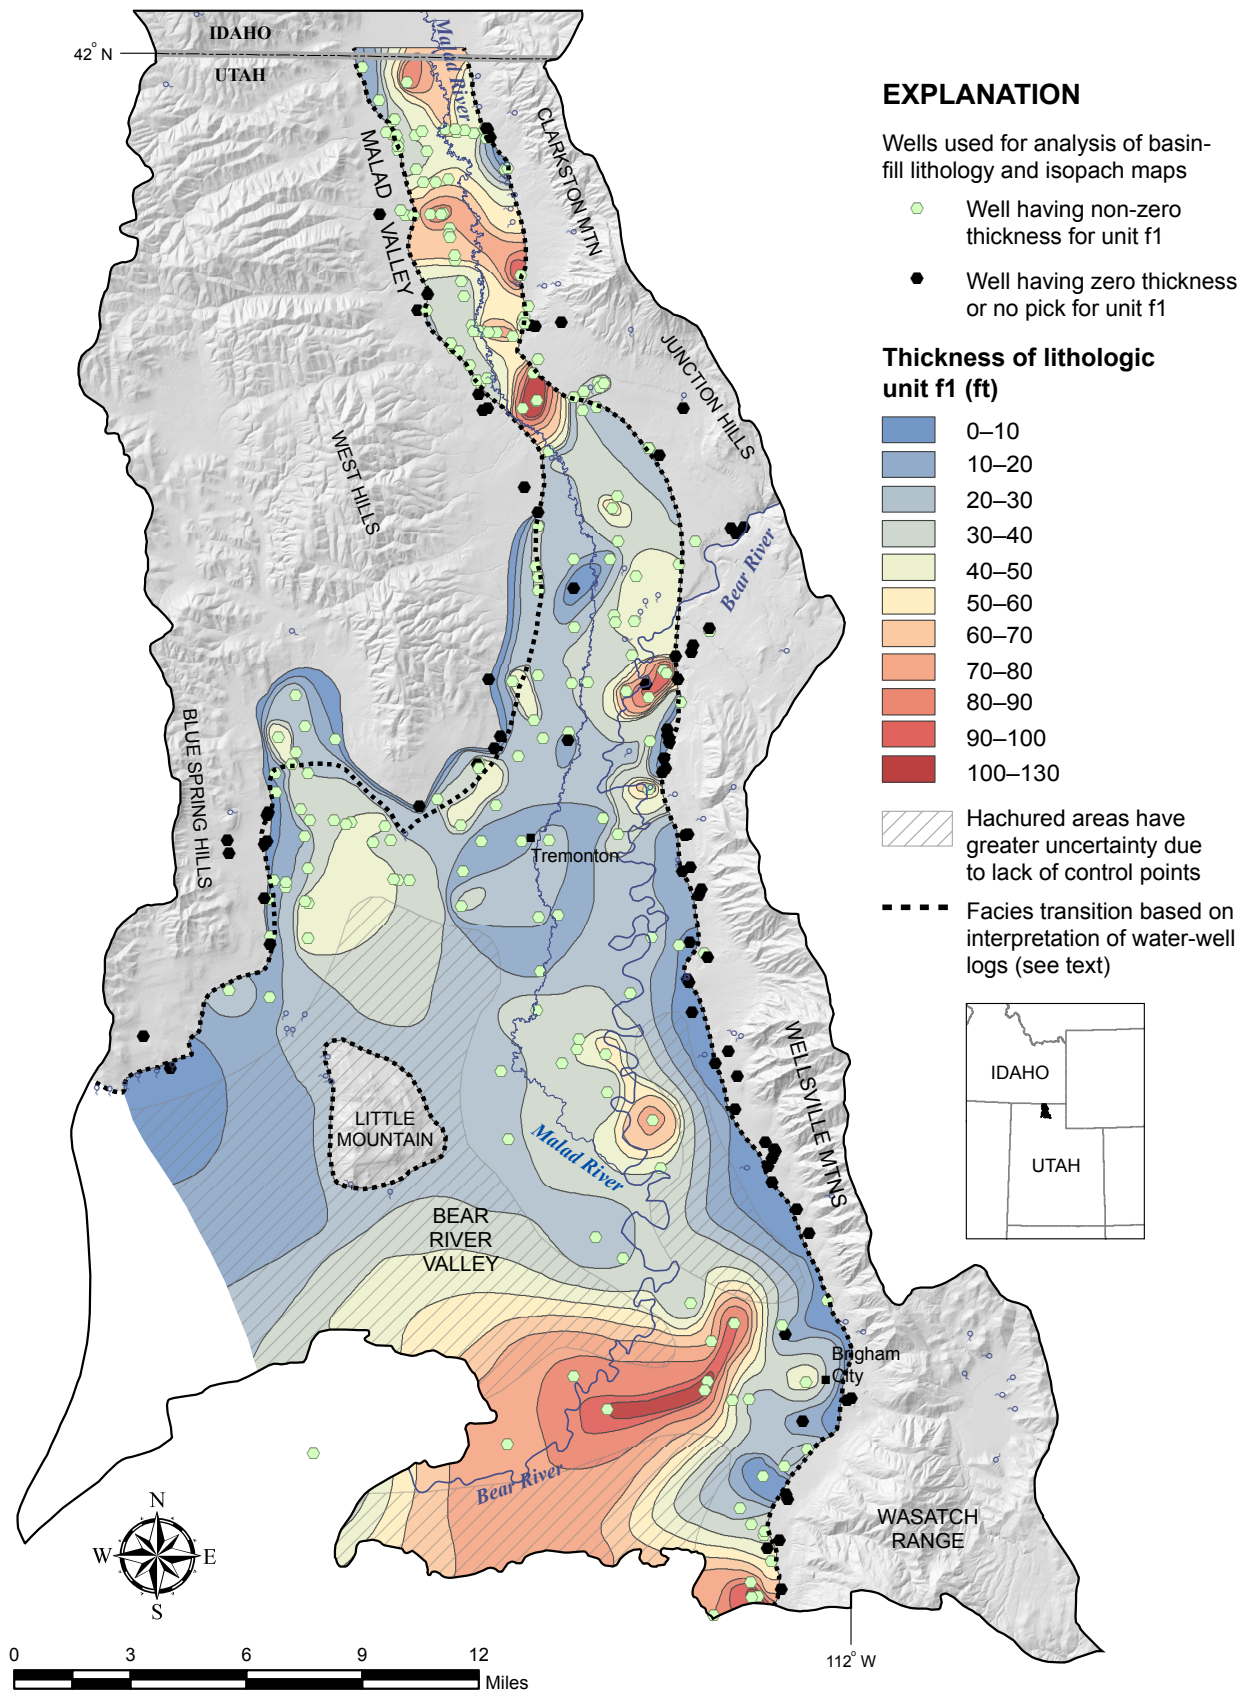 IDAHO
42° N
UTAH
Malad River
CLARKSTON MTN
MALAD VALLEY
JUNCTION HILLS
WEST HILLS
Bear River
BLUE SPRING HILLS
Tremonton
WELLSVILLE MTNS
LITTLE
MOUNTAIN
Malad River
BEAR
RIVER
VALLEY
Brigham
City
Bear River
WASATCH
RANGE
N
W E
S
112° W
0 3 6 9 12
Miles
EXPLANATION
Wells used for analysis of basin-
fill lithology and isopach maps
Well having non-zero
thickness for unit f1
Well having zero thickness
or no pick for unit f1
Thickness of lithologic
unit f1 (ft)
0–10
10–20
20–30
30–40
40–50
50–60
60–70
70–80
80–90
90–100
100–130
Hachured areas have
greater uncertainty due
to lack of control points
Facies transition based on
interpretation of water-well
logs (see text)
IDAHO
UTAH